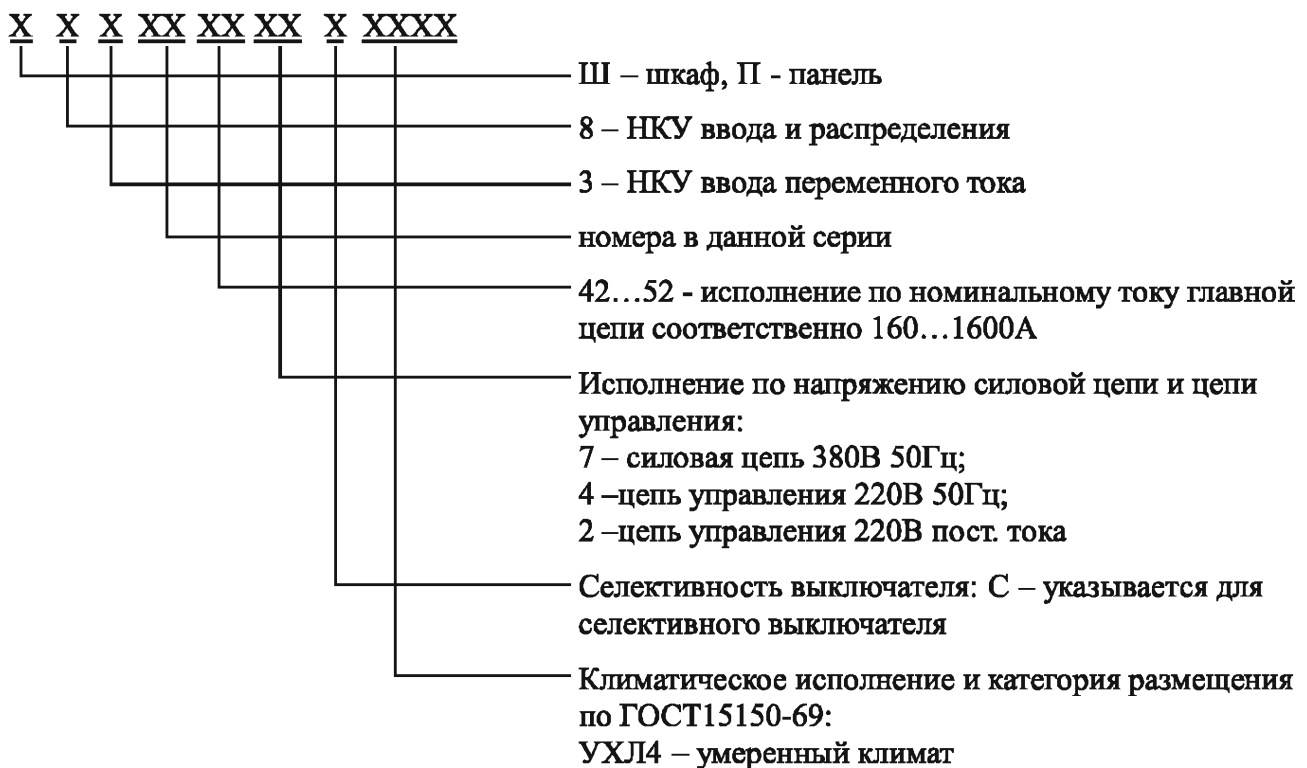 Х Х Х ХХ ХХ ХХ Х ХХХХ
Ш – шкаф, П - панель
8 – НКУ ввода и распределения
3 – НКУ ввода переменного тока
номера в данной серии
42…52 - исполнение по номинальному току главной
цепи соответственно 160…1600А
Исполнение по напряжению силовой цепи и цепи
управления:
7 – силовая цепь 380В 50Гц;
4 –цепь управления 220В 50Гц;
2 –цепь управления 220В пост. тока
Селективность выключателя: С – указывается для
селективного выключателя
Климатическое исполнение и категория размещения
по ГОСТ15150-69:
УХЛ4 – умеренный климат